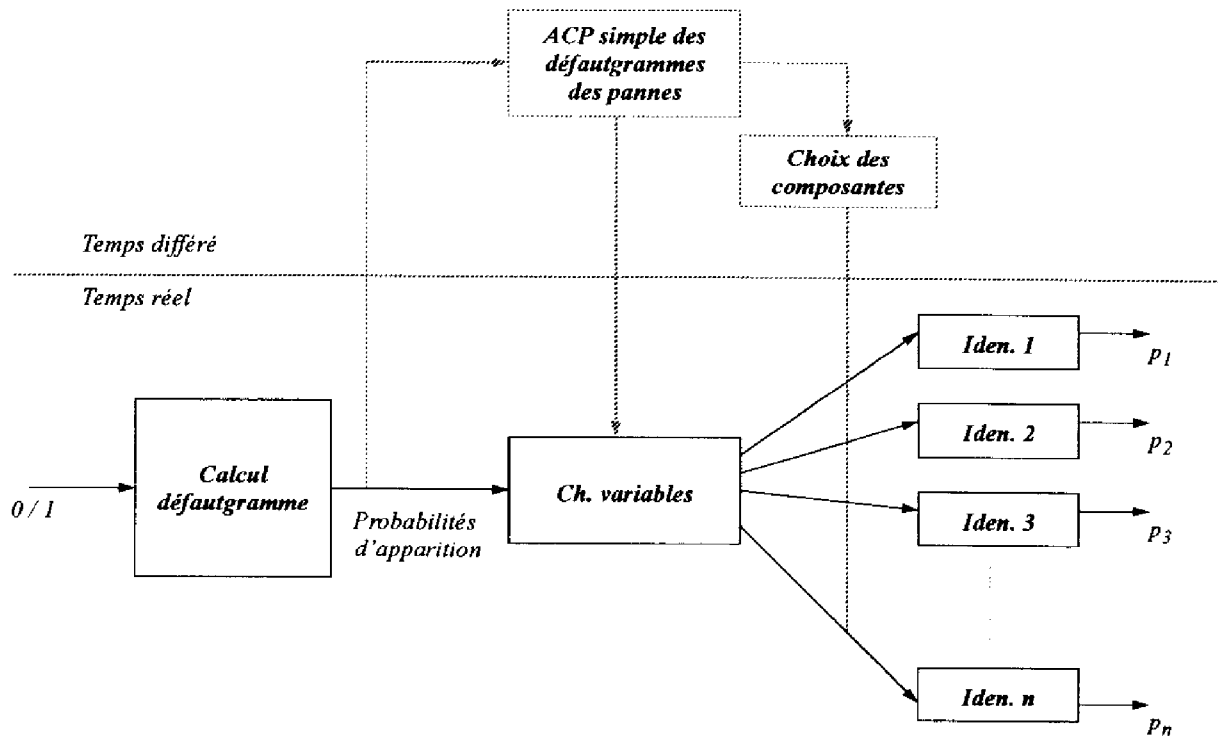 ACP simple des
défautgrammes
des pannes
Choix des
composantes
Temps différé
Temps réel
Iden. 1
p1
Iden. 2
p2
Calcul
défautgramme
0 / 1
Ch. variables
Probabilités
d'apparition
Iden. 3
p3
Iden. n
pn